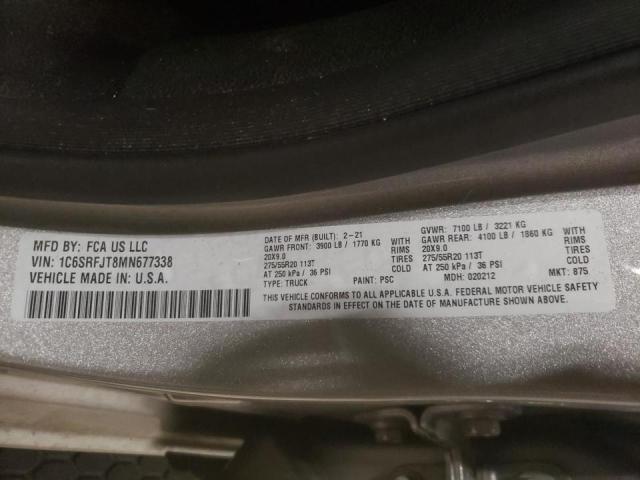 MFD BY: FCA US LLC
VIN: 1C6SRFJT8MN677338
VEHICLE MADE IN U.S.A.
DATE OF MFR (BUILT): 2-21
GAWR FRONT: 3900 LB / 1770 KG WITH
20X9.0 RIMS
275/55R20 113T TIRES
AT 250 kPa / 36 PSI
TYPE: TRUCK PAINT: PSC
GVWR: 7100 LB / 3221 KG
GAWR REAR: 4100 LB / 1860 KG WITH
20X9.0 RIMS
275/55R20 113T TIRES
AT 250 kPa / 36 PSI
MDH: 020212 MKT: 875
THIS VEHICLE CONFORMS TO ALL APPLICABLE U.S.A. FEDERAL MOTOR VEHICLE SAFETY
STANDARDS IN EFFECT ON THE DATE OF MANUFACTURE SHOWN ABOVE.